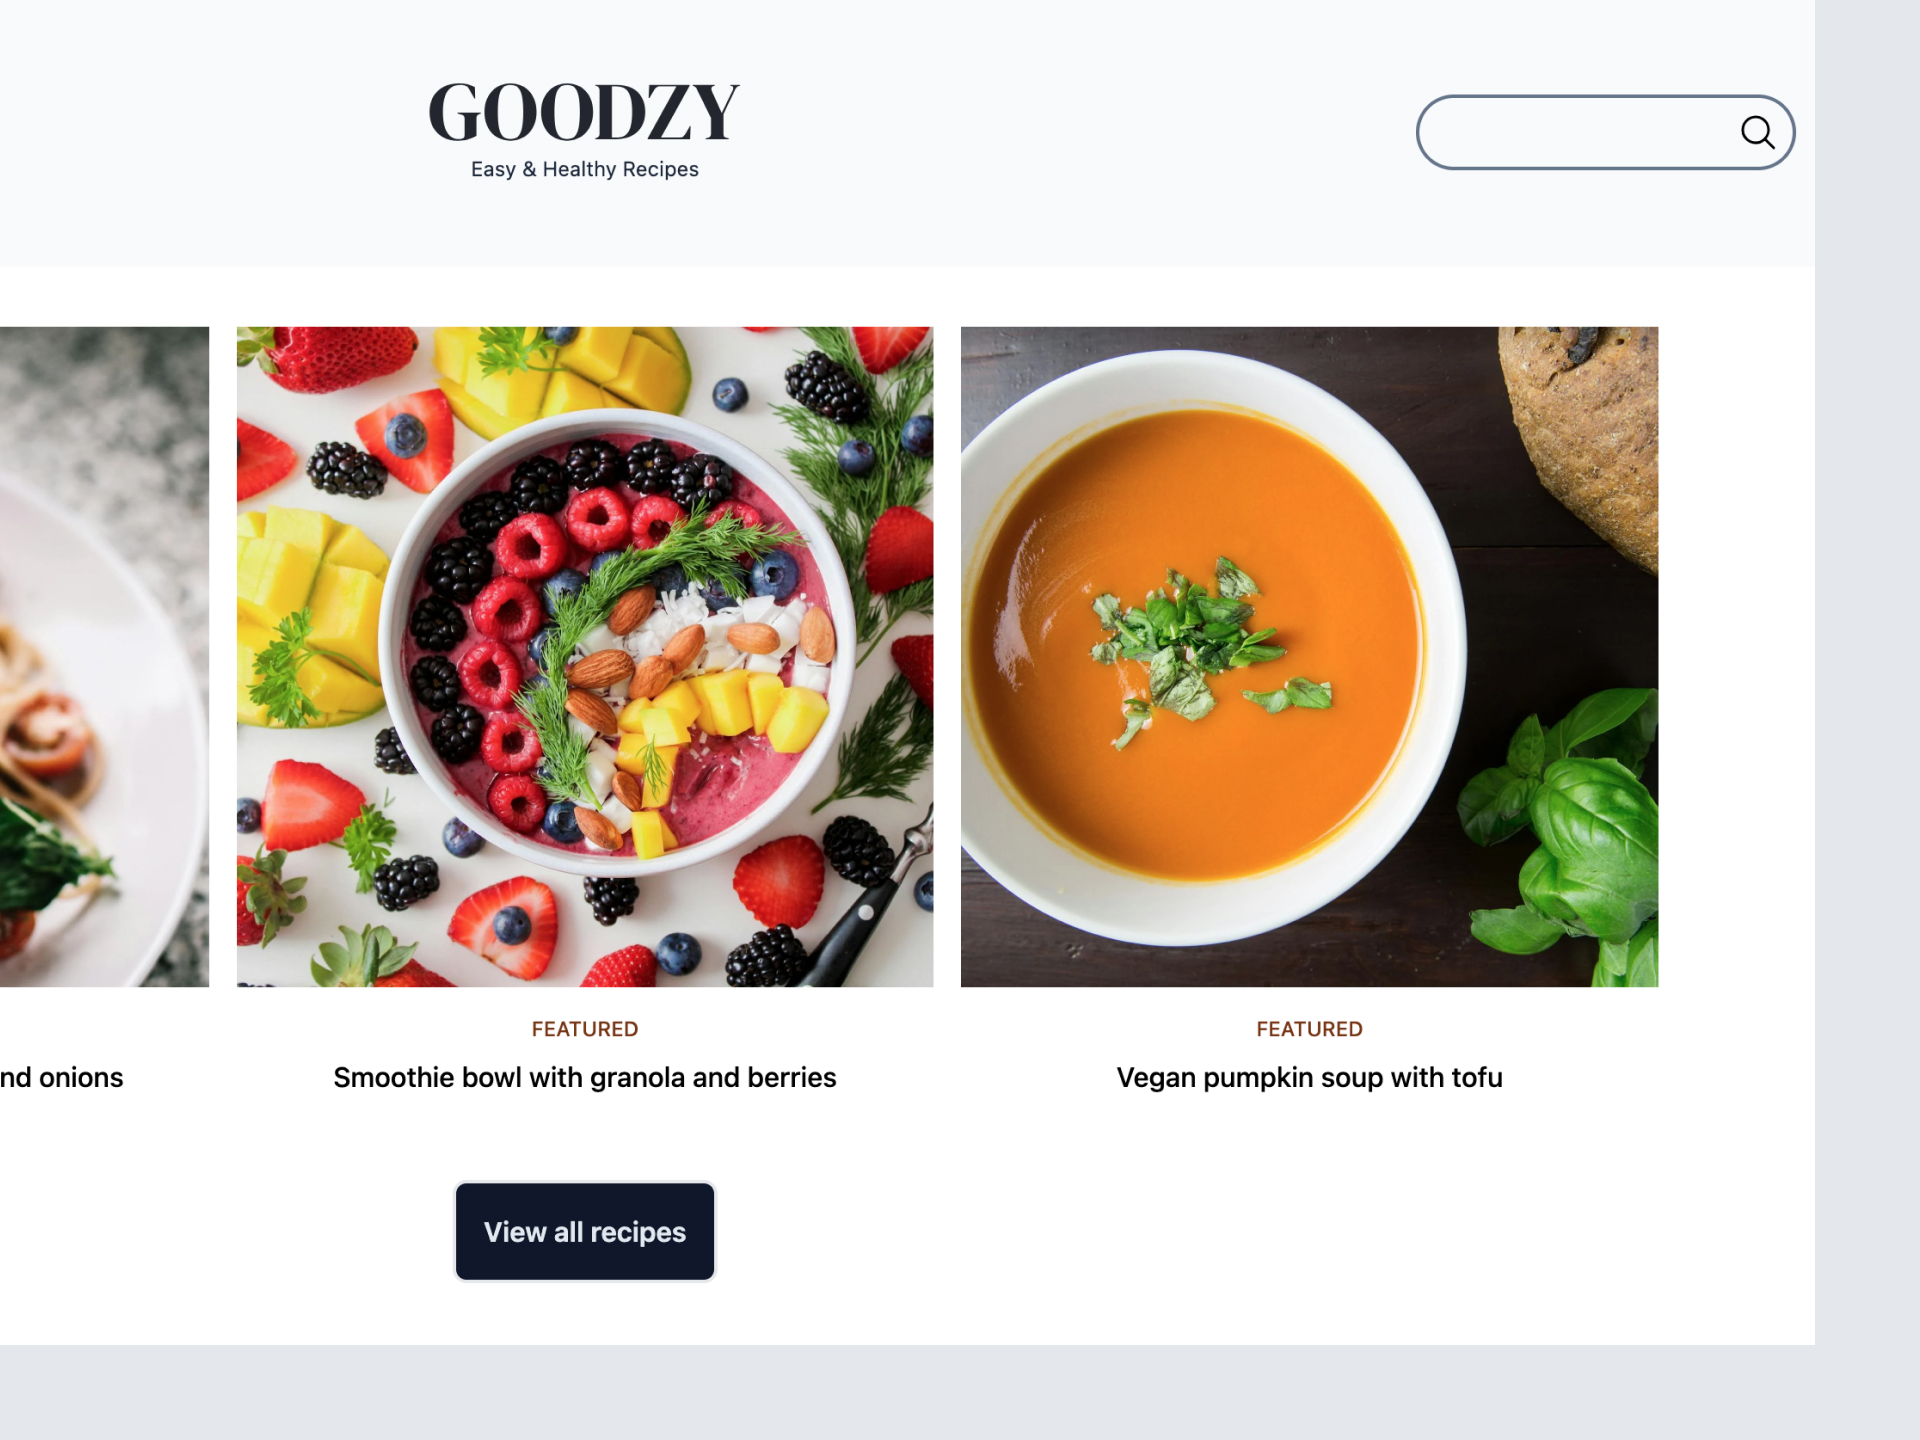 GOODZY
Easy & Healthy Recipes
FEATURED
FEATURED
nd onions
Smoothie bowl with granola and berries
Vegan pumpkin soup with tofu
View all recipes